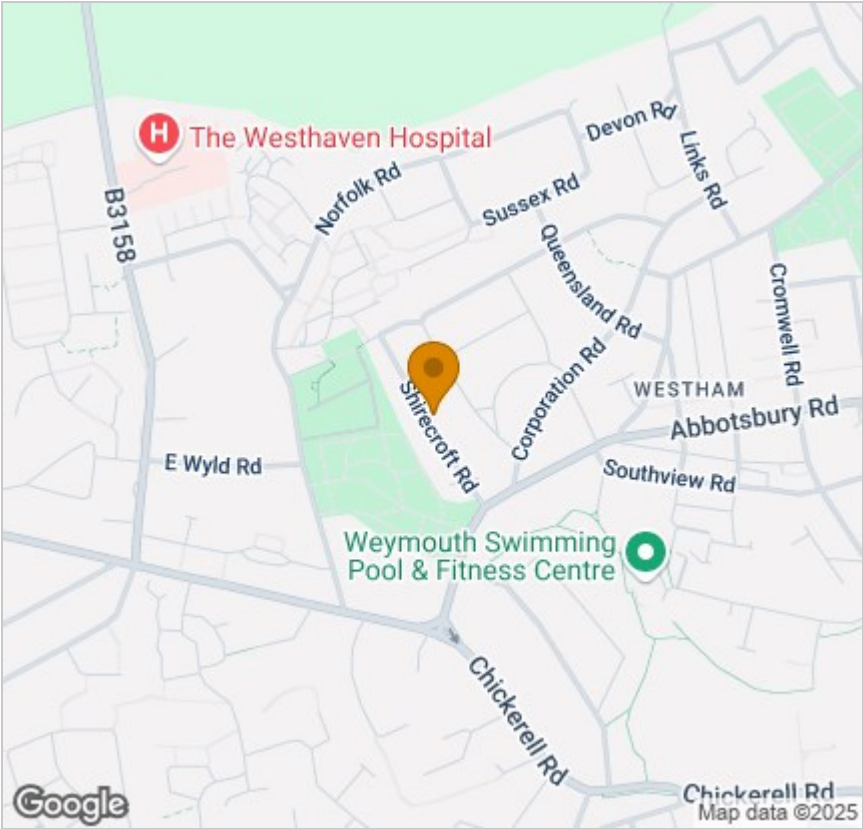 H
The Westhaven Hospital
Devon Rd
Links Rd
Norfolk Rd
Sussex Rd
B3158
Queensland Rd
Cromwell Rd
Corporation Rd
WESTHAM
Shirecroft Rd
Abbotsbury Rd
E Wyld Rd
Southview Rd
Weymouth Swimming
Pool & Fitness Centre
Chickerell Rd
Chickerell Rd
Google
Map data ©2025